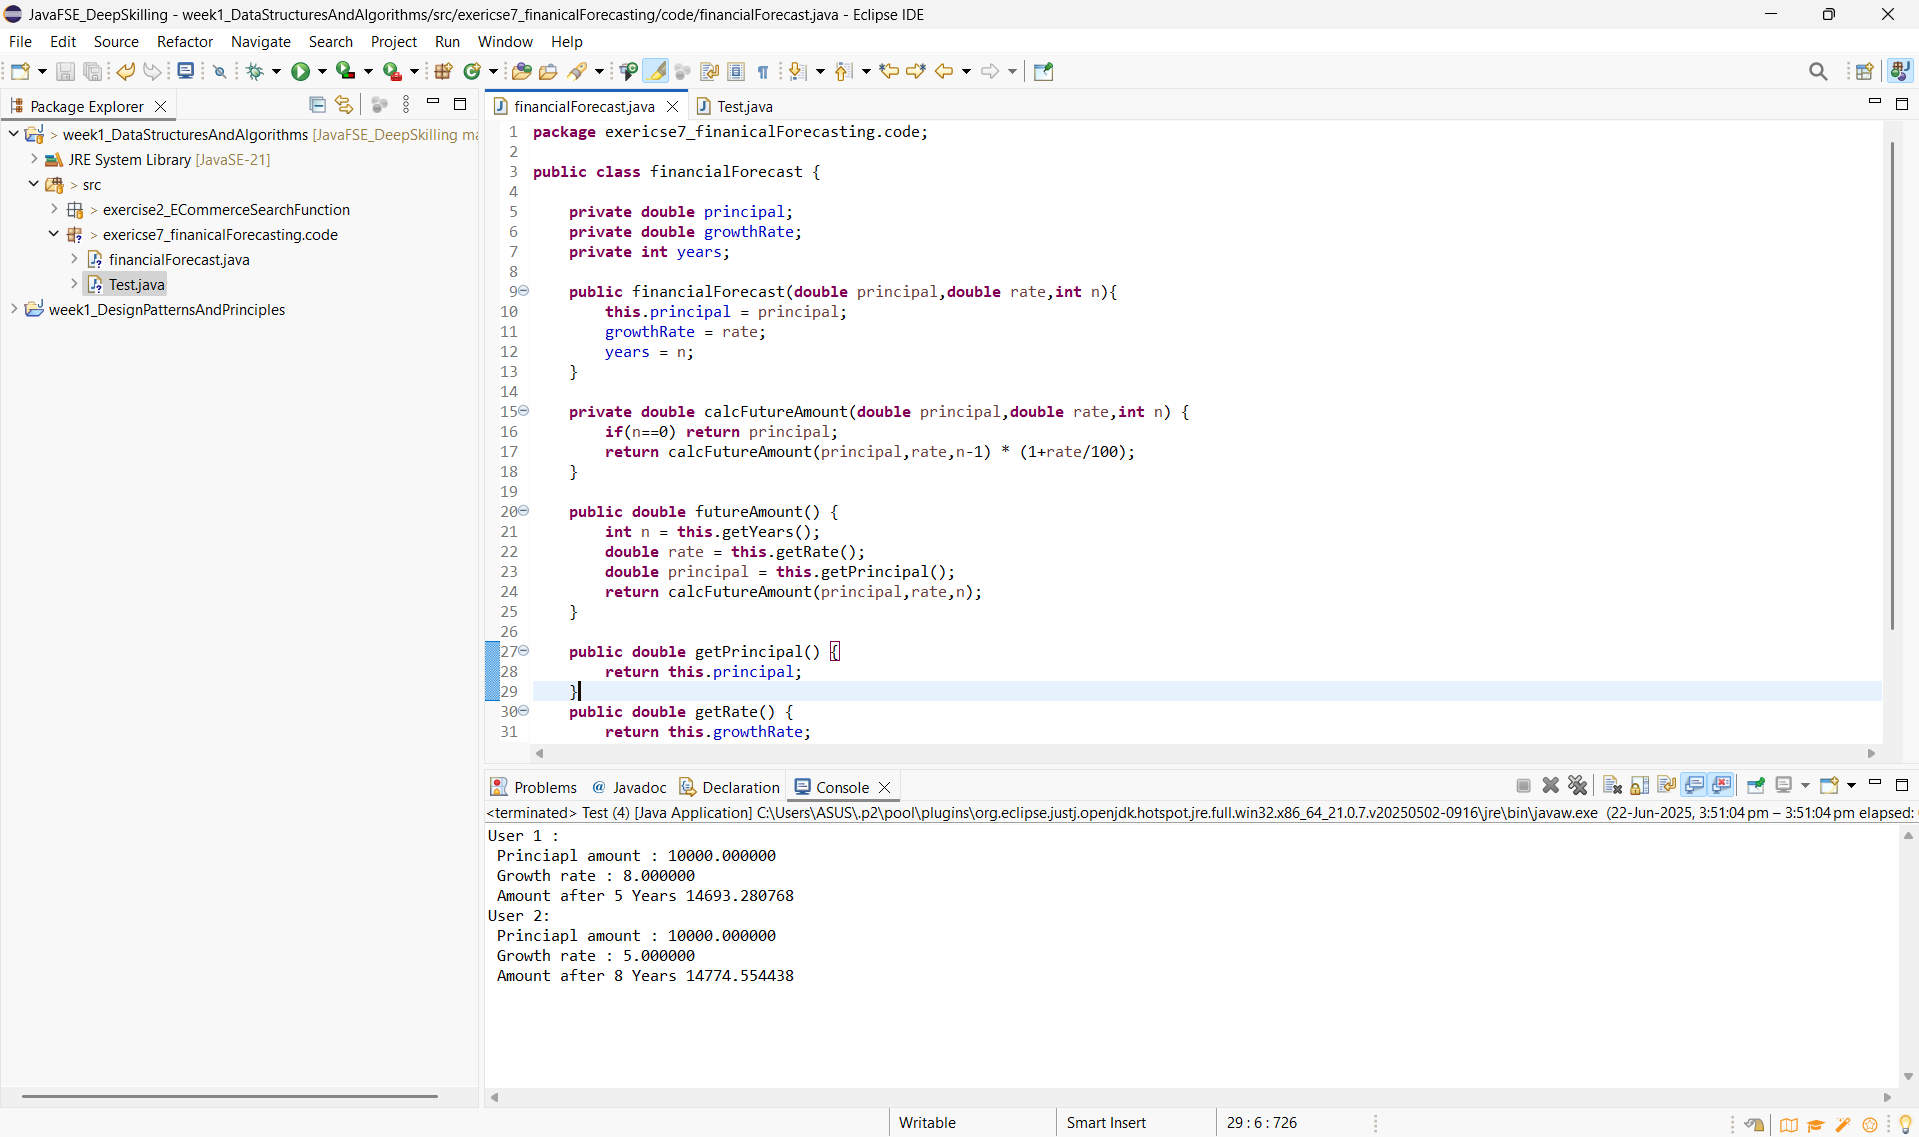 JavaFSE_DeepSkilling - week1_DataStructuresAndAlgorithms/src/exericse7_finanicalForecasting/code/financialForecast.java - Eclipse IDE
File Edit Source Refactor Navigate Search Project Run Window Help
Package Explorer
> week1_DataStructuresAndAlgorithms [JavaFSE_DeepSkilling ma
JRE System Library [JavaSE-21]
> src
> exercise2_ECommerceSearchFunction
> exericse7_finanicalForecasting.code
financialForecast.java
Test.java
week1_DesignPatternsAndPrinciples
financialForecast.java Test.java
1 package exericse7_finanicalForecasting.code;
2
3 public class financialForecast {
4
5 private double principal;
6 private double growthRate;
7 private int years;
8
9 public financialForecast(double principal,double rate,int n){
10 this.principal = principal;
11 growthRate = rate;
12 years = n;
13 }
14
15 private double calcFutureAmount(double principal,double rate,int n) {
16 if(n==0) return principal;
17 return calcFutureAmount(principal,rate,n-1) * (1+rate/100);
18 }
19
20 public double futureAmount() {
21 int n = this.getYears();
22 double rate = this.getRate();
23 double principal = this.getPrincipal();
24 return calcFutureAmount(principal,rate,n);
25 }
26
27 public double getPrincipal() {
28 return this.principal;
29 }
30 public double getRate() {
31 return this.growthRate;
Problems @ Javadoc Declaration Console
<terminated> Test (4) [Java Application] C:\Users\ASUS\.p2\pool\plugins\org.eclipse.justj.openjdk.hotspot.jre.full.win32.x86_64_21.0.7.v20250502-0916\jre\bin\javaw.exe (22-Jun-2025, 3:51:04 pm – 3:51:04 pm elapsed:
User 1 :
Princiapl amount : 10000.000000
Growth rate : 8.000000
Amount after 5 Years 14693.280768
User 2:
Princiapl amount : 10000.000000
Growth rate : 5.000000
Amount after 8 Years 14774.554438
Writable Smart Insert 29 : 6 : 726